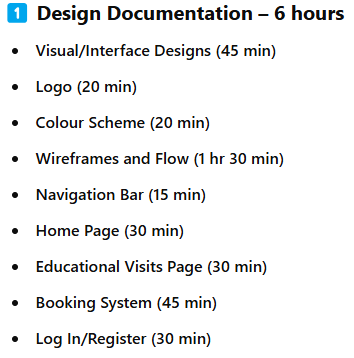 1 Design Documentation – 6 hours
• Visual/Interface Designs (45 min)
• Logo (20 min)
• Colour Scheme (20 min)
• Wireframes and Flow (1 hr 30 min)
• Navigation Bar (15 min)
• Home Page (30 min)
• Educational Visits Page (30 min)
• Booking System (45 min)
• Log In/Register (30 min)